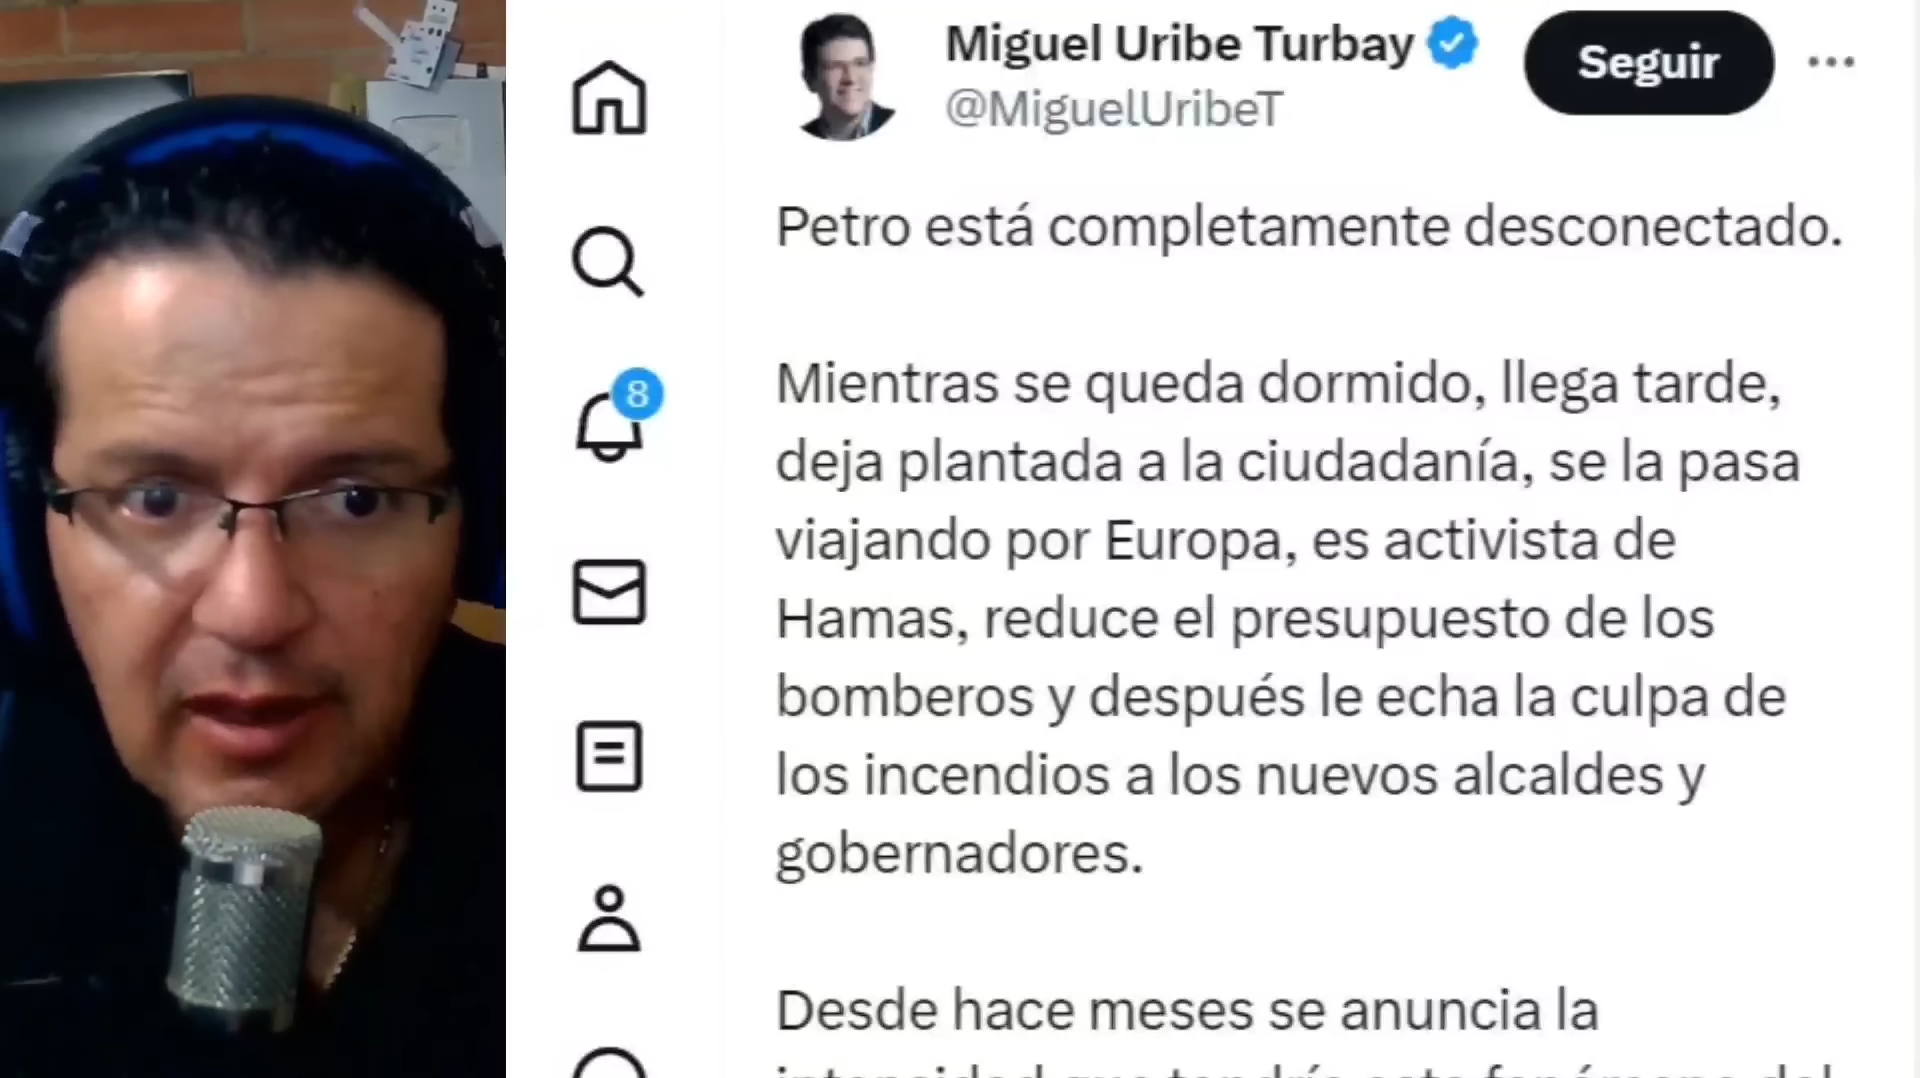 Miguel Uribe Turbay
Seguir
@MiguelUribeT
Petro está completamente desconectado.
8
Mientras se queda dormido, llega tarde,
deja plantada a la ciudadanía, se la pasa
viajando por Europa, es activista de
Hamas, reduce el presupuesto de los
bomberos y después le echa la culpa de
los incendios a los nuevos alcaldes y
gobernadores.
Desde hace meses se anuncia la